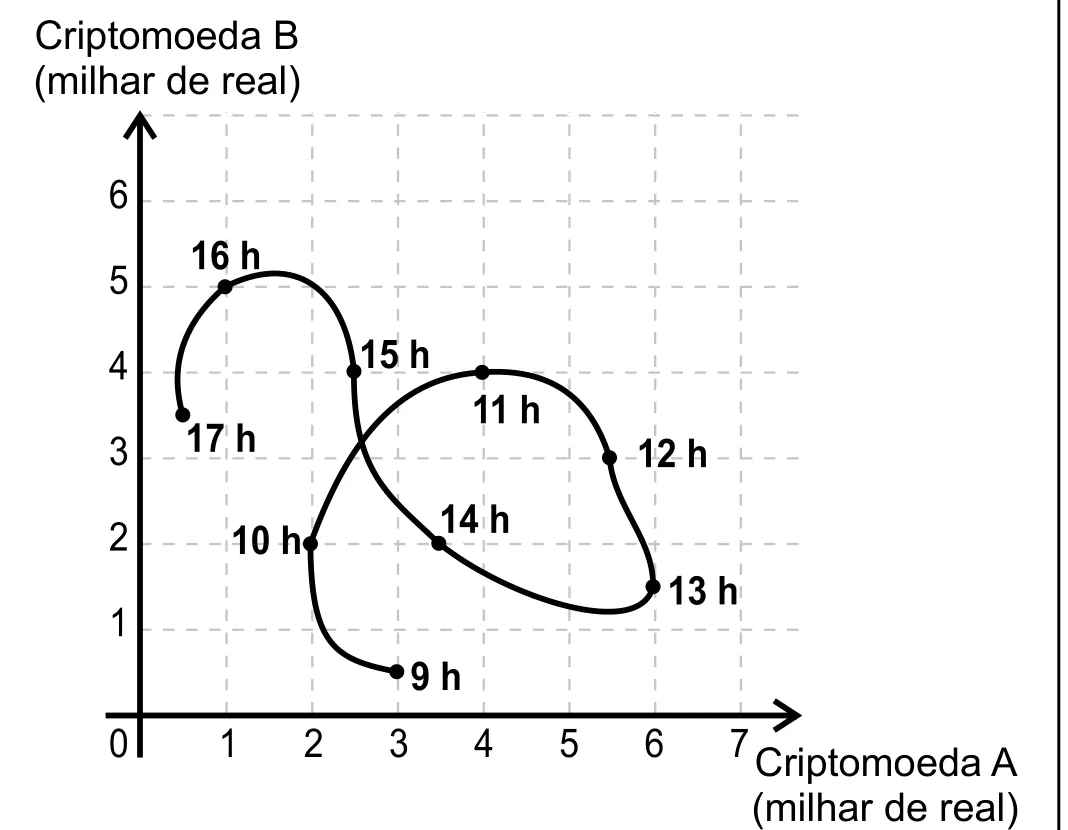 Criptomoeda B
(milhar de real)
6
16 h
5
15 h
4
11 h
17 h
12 h
3
14 h
10 h
2
13 h
1
9 h
0 1 2 3 4 5 6 7
Criptomoeda A
(milhar de real)